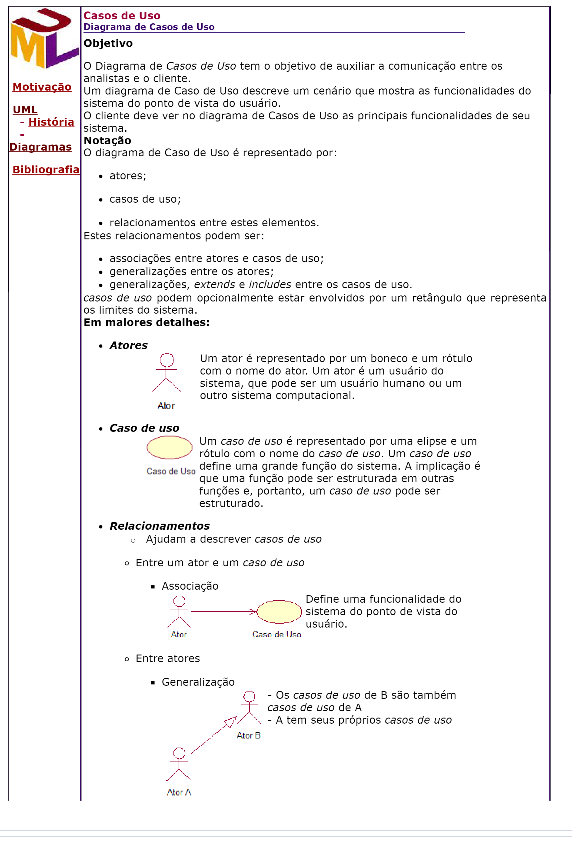 UML
Motivação
UML
- História
-
Diagramas
Bibliografia
Casos de Uso
Diagrama de Casos de Uso
Objetivo
O Diagrama de Casos de Uso tem o objetivo de auxiliar a comunicação entre os
analistas e o cliente.
Um diagrama de Caso de Uso descreve um cenário que mostra as funcionalidades do
sistema do ponto de vista do usuário.
O cliente deve ver no diagrama de Casos de Uso as principais funcionalidades de seu
sistema.
Notação
O diagrama de Caso de Uso é representado por:
• atores;
• casos de uso;
• relacionamentos entre estes elementos.
Estes relacionamentos podem ser:
• associações entre atores e casos de uso;
• generalizações entre os atores;
• generalizações, extends e includes entre os casos de uso.
casos de uso podem opcionalmente estar envolvidos por um retângulo que representa
os limites do sistema.
Em maiores detalhes:
• Atores
Um ator é representado por um boneco e um rótulo
com o nome do ator. Um ator é um usuário do
sistema, que pode ser um usuário humano ou um
outro sistema computacional.
Ator
• Caso de uso
Um caso de uso é representado por uma elipse e um
rótulo com o nome do caso de uso. Um caso de uso
define uma grande função do sistema. A implicação é
que uma função pode ser estruturada em outras
funções e, portanto, um caso de uso pode ser
estruturado.
Caso de Uso
• Relacionamentos
○ Ajudam a descrever casos de uso
○ Entre um ator e um caso de uso
▪ Associação
Define uma funcionalidade do
sistema do ponto de vista do
usuário.
Ator
Caso de Uso
○ Entre atores
▪ Generalização
- Os casos de uso de B são também
casos de uso de A
- A tem seus próprios casos de uso
Ator B
Ator A